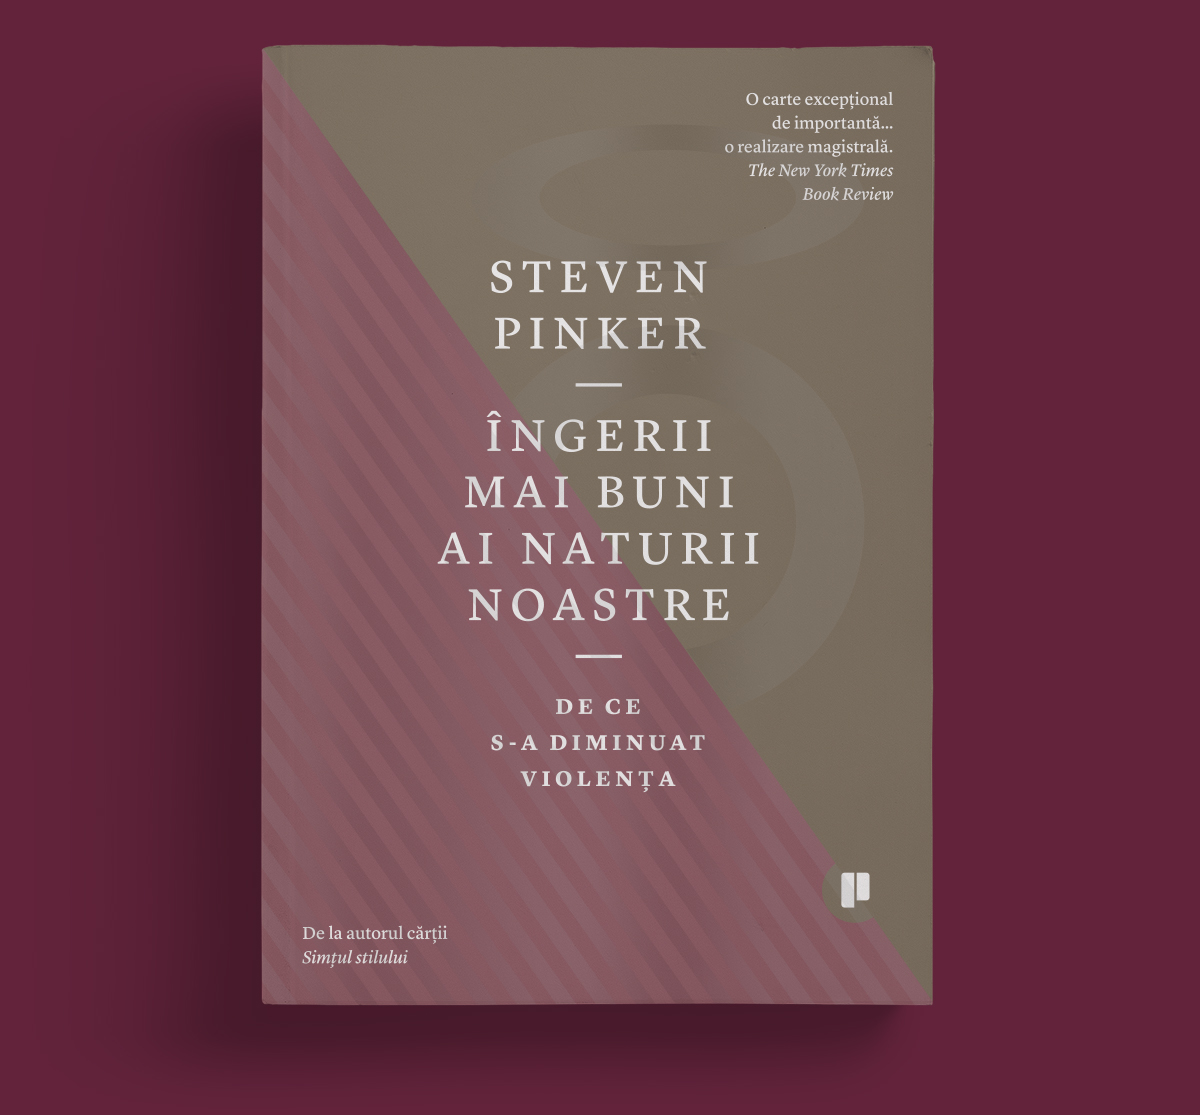 O carte excepțional
de importantă...
o realizare magistrală.
The New York Times
Book Review
STEVEN
PINKER
ÎNGERII
MAI BUNI
AI NATURII
NOASTRE
DE CE
S-A DIMINUAT
VIOLENȚA
De la autorul cărții
Simțul stilului